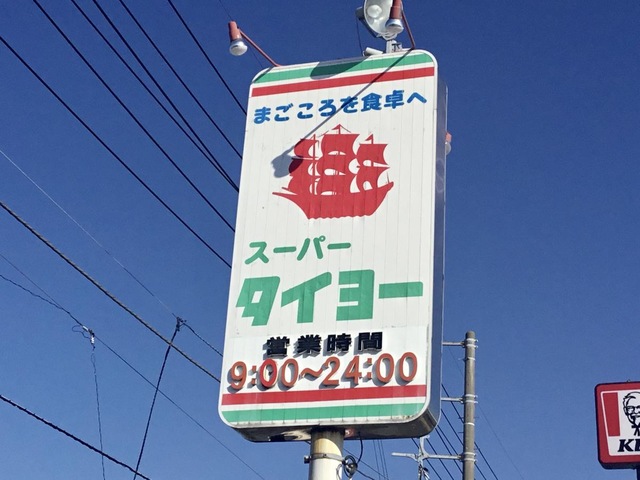 まごころを食卓へ
スーパー
タイヨー
営業時間
9:00~24:00